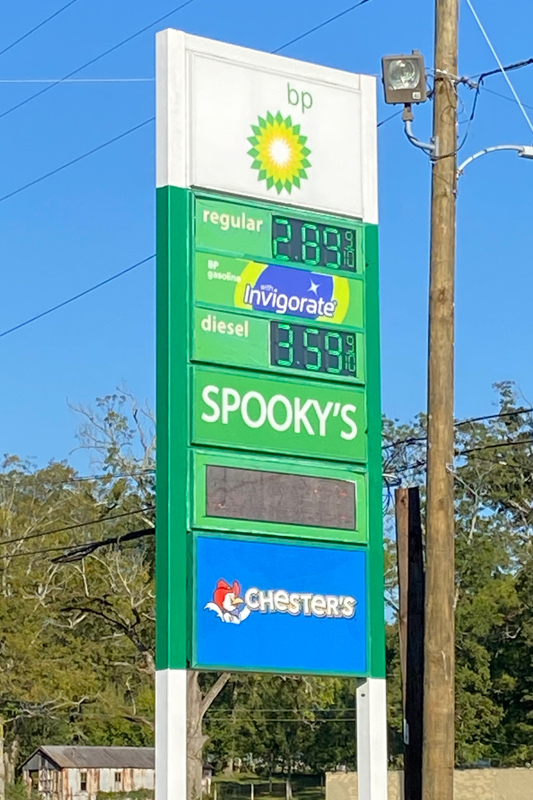 bp
regular 2.89 9/10
BP
gasoline
with
Invigorate
diesel 3.59 9/10
SPOOKY'S
CHESTER'S